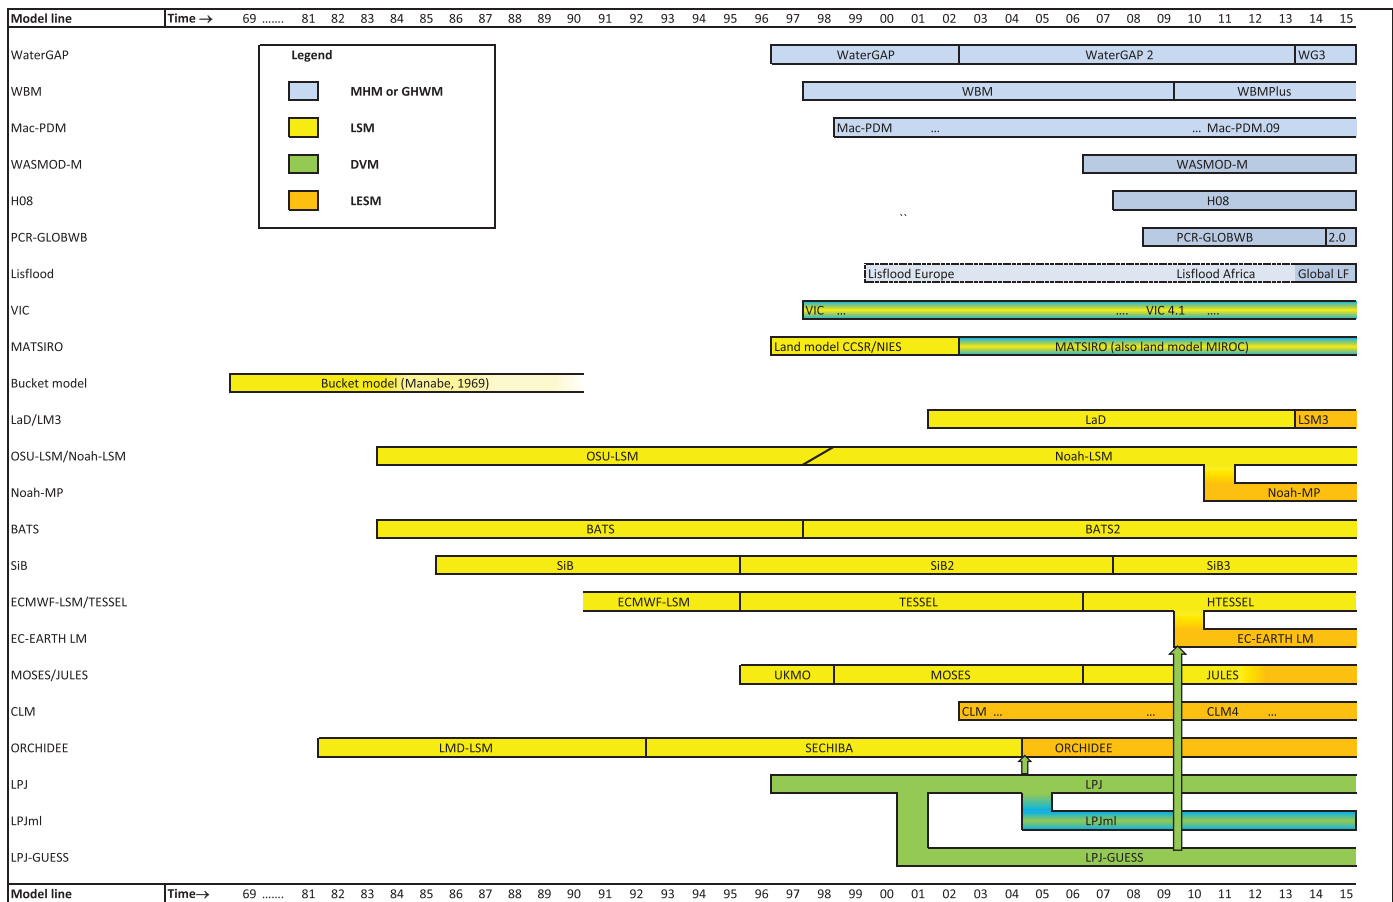 Model line Time → 69 ....... 81 82 83 84 85 86 87 88 89 90 91 92 93 94 95 96 97 98 99 00 01 02 03 04 05 06 07 08 09 10 11 12 13 14 15
WaterGAP WaterGAP WaterGAP 2 WG3
Legend
WBM MHM or GHWM WBM WBMPlus
Mac-PDM LSM Mac-PDM ... ... Mac-PDM.09
WASMOD-M DVM WASMOD-M
H08 LESM H08
``
PCR-GLOBWB PCR-GLOBWB 2.0
Lisflood Lisflood Europe Lisflood Africa Global LF
VIC VIC ... .... VIC 4.1 ....
MATSIRO Land model CCSR/NIES MATSIRO (also land model MIROC)
Bucket model Bucket model (Manabe, 1969)
LaD/LM3 LaD LSM3
OSU-LSM/Noah-LSM OSU-LSM Noah-LSM
Noah-MP Noah-MP
BATS BATS BATS2
SiB SiB SiB2 SiB3
ECMWF-LSM/TESSEL ECMWF-LSM TESSEL HTESSEL
EC-EARTH LM EC-EARTH LM
MOSES/JULES UKMO MOSES JULES
CLM CLM ... ... CLM4 ...
ORCHIDEE LMD-LSM SECHIBA ORCHIDEE
LPJ LPJ
LPJml LPJml
LPJ-GUESS LPJ-GUESS
Model line Time→ 69 ....... 81 82 83 84 85 86 87 88 89 90 91 92 93 94 95 96 97 98 99 00 01 02 03 04 05 06 07 08 09 10 11 12 13 14 15